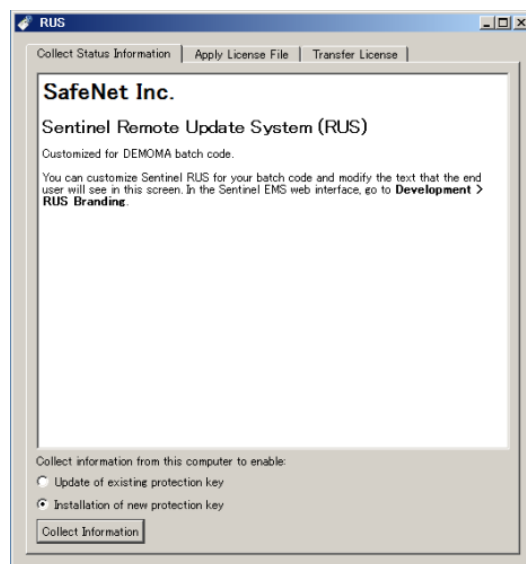 RUS
Collect Status Information
Apply License File
Transfer License
SafeNet Inc.
Sentinel Remote Update System (RUS)
Customized for DEMOMA batch code.
You can customize Sentinel RUS for your batch code and modify the text that the end
user will see in this screen. In the Sentinel EMS web interface, go to Development >
RUS Branding.
Collect information from this computer to enable:
Update of existing protection key
Installation of new protection key
Collect Information